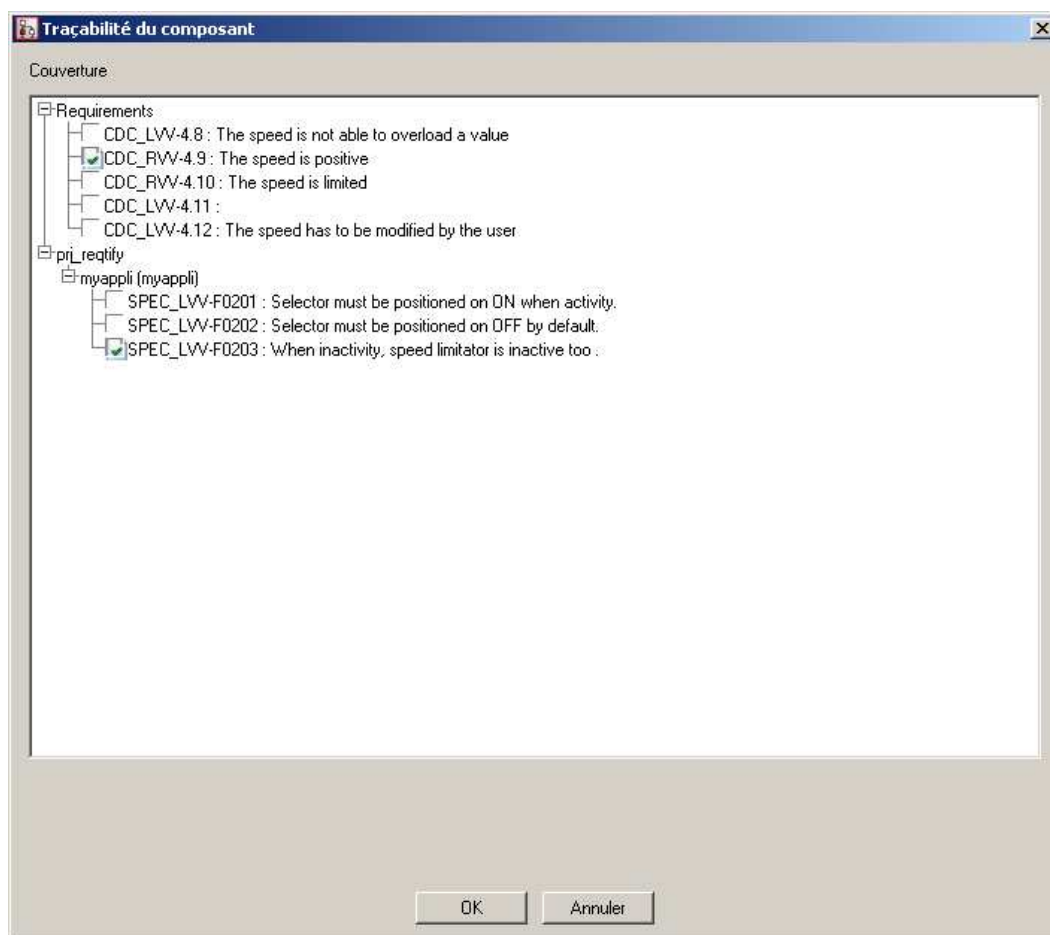 Traçabilité du composant
Couverture
Requirements
CDC_LVV-4.8 : The speed is not able to overload a value
CDC_RVV-4.9 : The speed is positive
CDC_RVV-4.10 : The speed is limited
CDC_LVV-4.11 :
CDC_LVV-4.12 : The speed has to be modified by the user
prj_reqtify
myappli (myappli)
SPEC_LVV-F0201 : Selector must be positioned on ON when activity.
SPEC_LVV-F0202 : Selector must be positioned on OFF by default.
SPEC_LVV-F0203 : When inactivity, speed limitator is inactive too .
OK Annuler